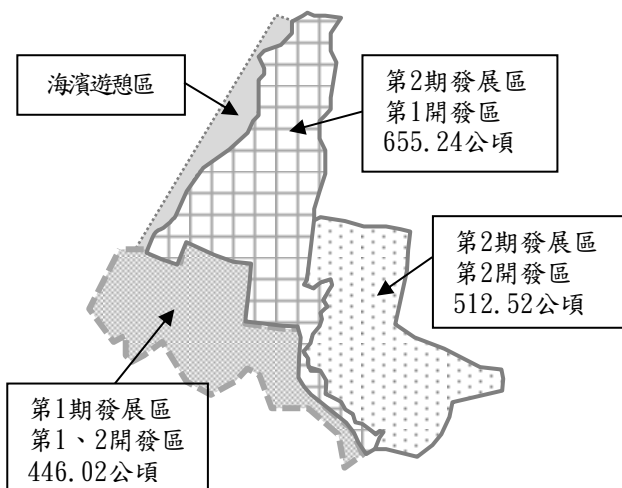 海濱遊憩區
第2期發展區
第1開發區
655.24公頃
第2期發展區
第2開發區
512.52公頃
第1期發展區
第1、2開發區
446.02公頃